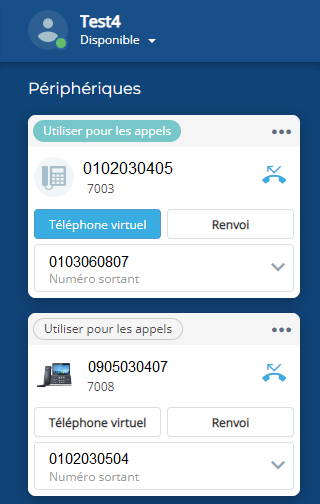 Test4
Disponible
Périphériques
Utiliser pour les appels
0102030405
7003
Téléphone virtuel Renvoi
0103060807
Numéro sortant
Utiliser pour les appels
0905030407
7008
Téléphone virtuel Renvoi
0102030504
Numéro sortant